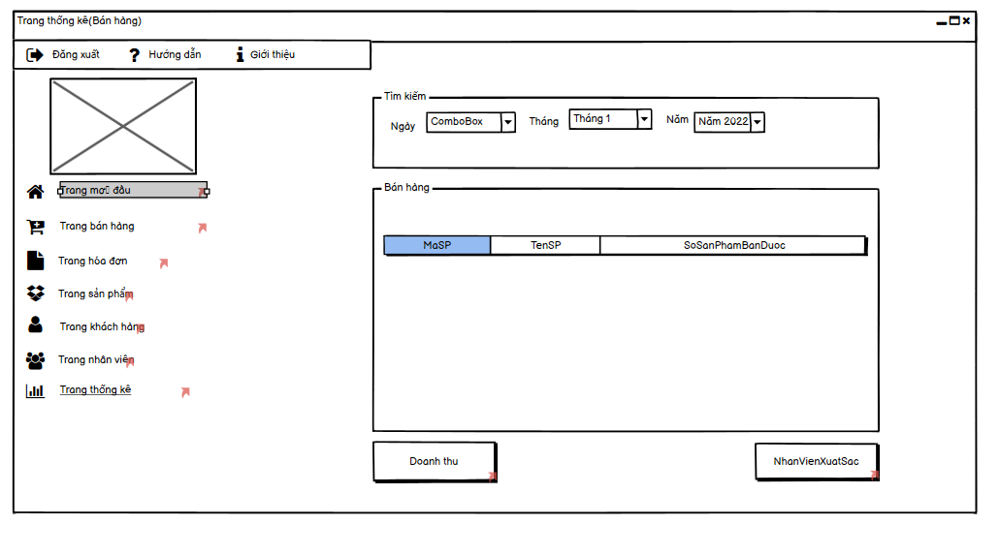 Trang thống kê(Bán hàng)
Đăng xuất
? Hướng dẫn
Giới thiệu
Tìm kiếm
Ngày
ComboBox
Tháng
Tháng 1
Năm
Năm 2022
Trang mở đầu
Trang bán hàng
Trang hóa đơn
Trang sản phẩm
Trang khách hàng
Trang nhân viên
Trang thống kê
Bán hàng
MaSP
TenSP
SoSanPhamBanDuoc
Doanh thu
NhanVienXuatSac